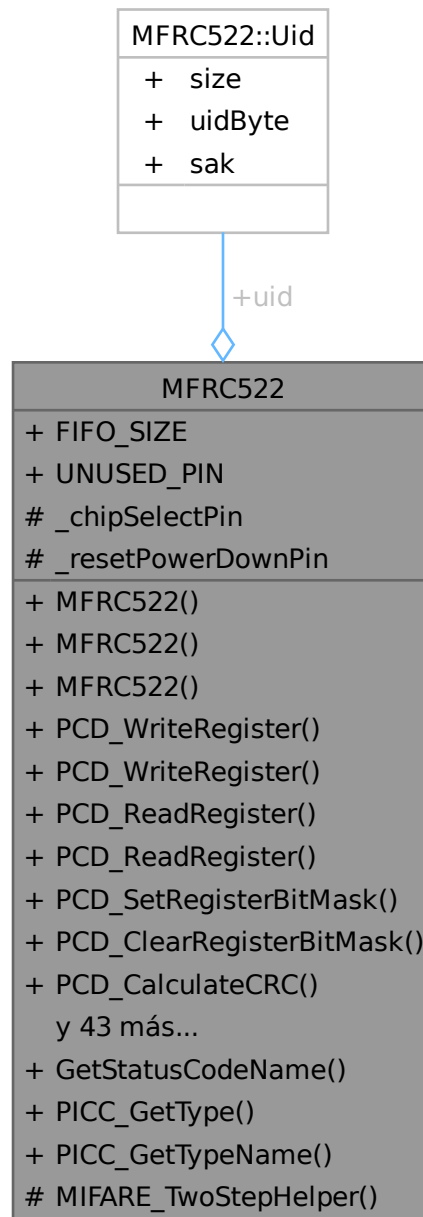 MFRC522::Uid
+ size
+ uidByte
+ sak
+uid
MFRC522
+ FIFO_SIZE
+ UNUSED_PIN
# _chipSelectPin
# _resetPowerDownPin
+ MFRC522()
+ MFRC522()
+ MFRC522()
+ PCD_WriteRegister()
+ PCD_WriteRegister()
+ PCD_ReadRegister()
+ PCD_ReadRegister()
+ PCD_SetRegisterBitMask()
+ PCD_ClearRegisterBitMask()
+ PCD_CalculateCRC()
y 43 más...
+ GetStatusCodeName()
+ PICC_GetType()
+ PICC_GetTypeName()
# MIFARE_TwoStepHelper()